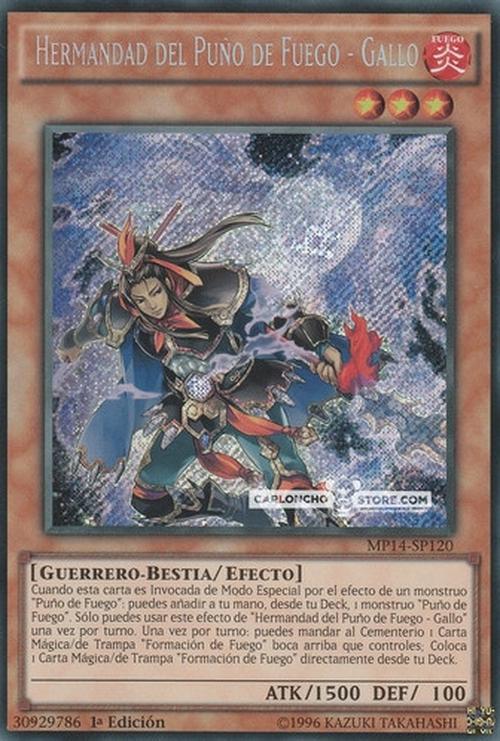 Hermandad del Puño de Fuego - Gallo
FUEGO
炎
CARLONCHO STORE.COM
MP14-SP120
[Guerrero-Bestia/Efecto]
Cuando esta carta es Invocada de Modo Especial por el efecto de un monstruo
"Puño de Fuego": puedes añadir a tu mano, desde tu Deck, 1 monstruo "Puño de
Fuego". Sólo puedes usar este efecto de "Hermandad del Puño de Fuego - Gallo"
una vez por turno. Una vez por turno: puedes mandar al Cementerio 1 Carta
Mágica/de Trampa "Formación de Fuego" boca arriba que controles; Coloca
1 Carta Mágica/de Trampa "Formación de Fuego" directamente desde tu Deck.
ATK/1500 DEF/ 100
30929786 1ª Edición ©1996 KAZUKI TAKAHASHI